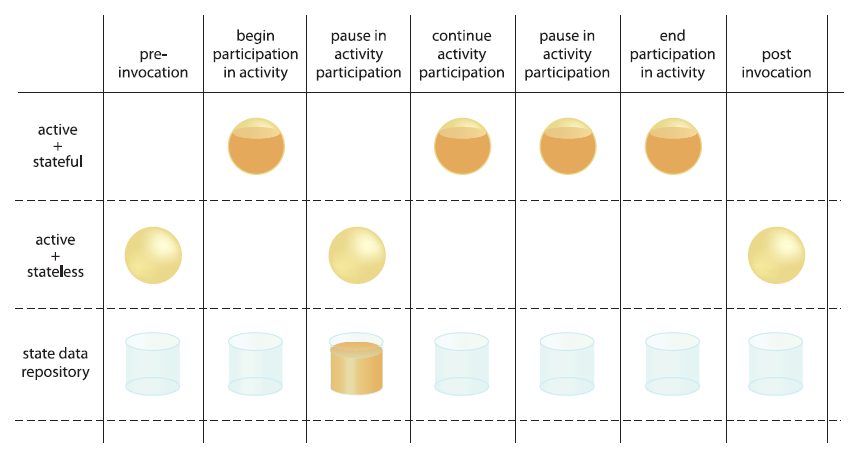 pre-
invocation
begin
participation
in activity
pause in
activity
participation
continue
activity
participation
pause in
activity
participation
end
participation
in activity
post
invocation
active
+
stateful
active
+
stateless
state data
repository